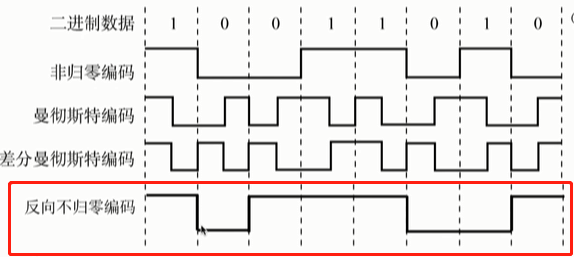 二进制数据 1 0 0 1 1 0 1 0
非归零编码
曼彻斯特编码
差分曼彻斯特编码
反向不归零编码